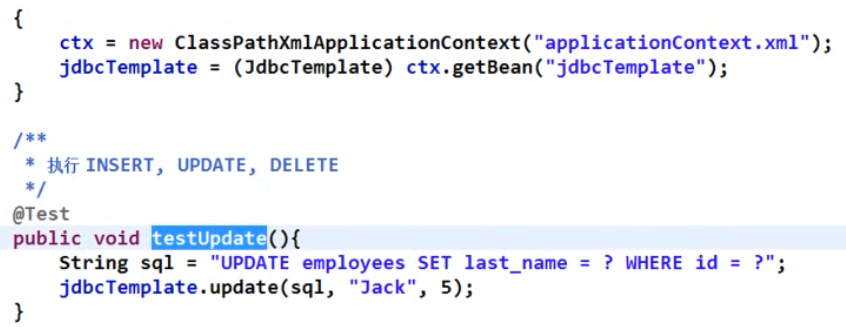 {
    ctx = new ClassPathXmlApplicationContext("applicationContext.xml");
    jdbcTemplate = (JdbcTemplate) ctx.getBean("jdbcTemplate");
}
/**
 * 执行 INSERT, UPDATE, DELETE
 */
@Test
public void testUpdate(){
    String sql = "UPDATE employees SET last_name = ? WHERE id = ?";
    jdbcTemplate.update(sql, "Jack", 5);
}